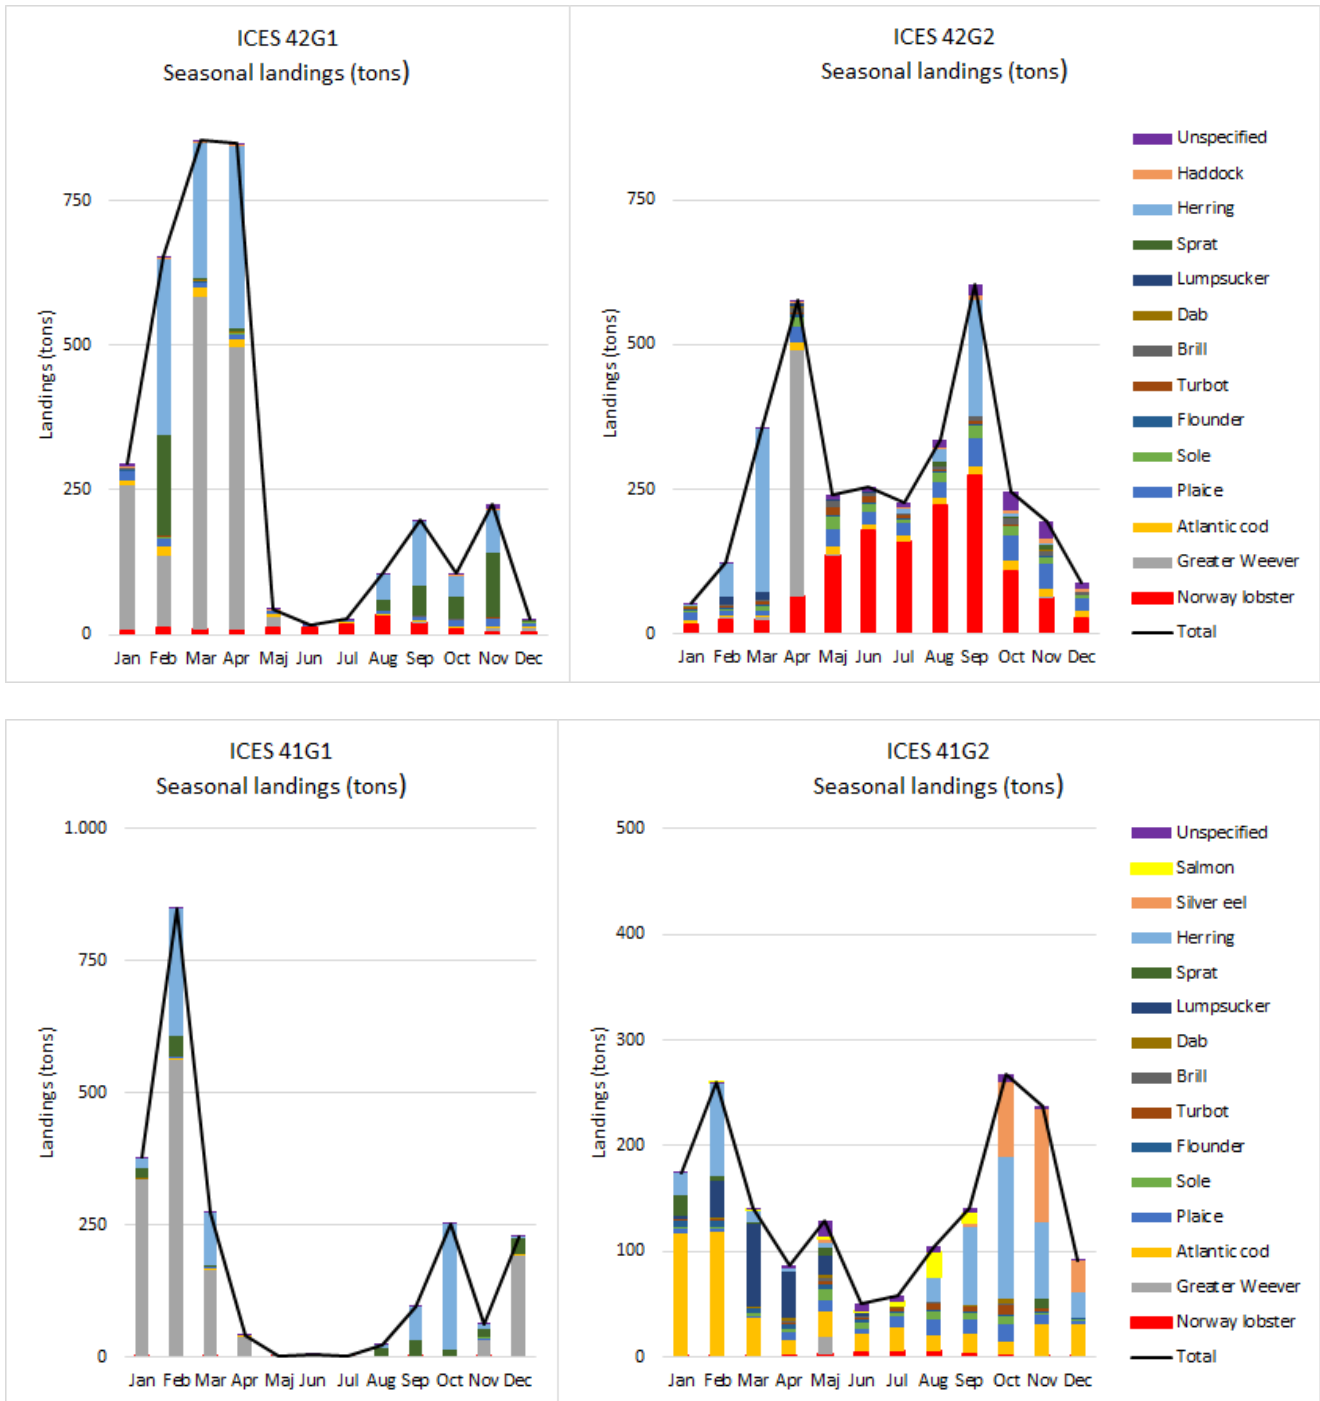 ICES 42G1
Seasonal landings (tons)
Landings (tons)
750
500
250
0
Jan Feb Mar Apr Maj Jun Jul Aug Sep Oct Nov Dec
ICES 42G2
Seasonal landings (tons)
Landings (tons)
750
500
250
0
Jan Feb Mar Apr Maj Jun Jul Aug Sep Oct Nov Dec
Unspecified
Haddock
Herring
Sprat
Lumpsucker
Dab
Brill
Turbot
Flounder
Sole
Plaice
Atlantic cod
Greater Weever
Norway lobster
Total
ICES 41G1
Seasonal landings (tons)
Landings (tons)
1.000
750
500
250
0
Jan Feb Mar Apr Maj Jun Jul Aug Sep Oct Nov Dec
ICES 41G2
Seasonal landings (tons)
Landings (tons)
500
400
300
200
100
0
Jan Feb Mar Apr Maj Jun Jul Aug Sep Oct Nov Dec
Unspecified
Salmon
Silver eel
Herring
Sprat
Lumpsucker
Dab
Brill
Turbot
Flounder
Sole
Plaice
Atlantic cod
Greater Weever
Norway lobster
Total